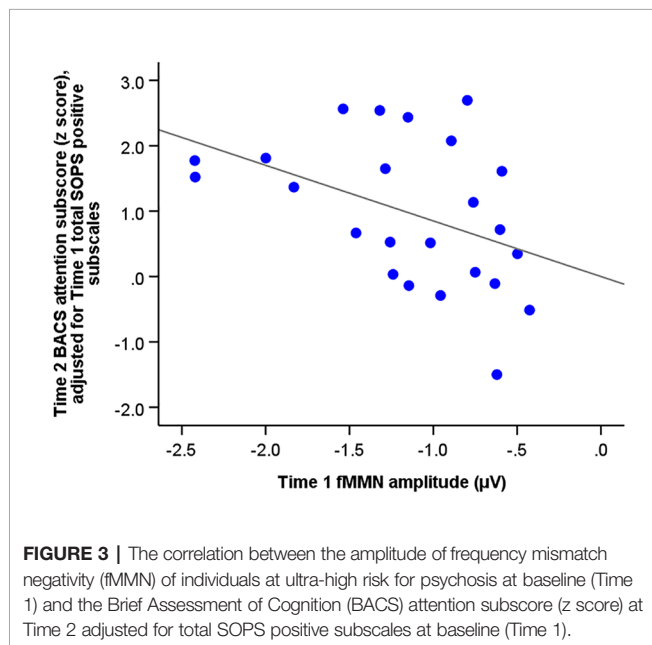 Time 2 BACS attention subscore (z score),
adjusted for Time 1 total SOPS positive
subscales
3.0
2.0
1.0
.0
-1.0
-2.0
-2.5 -2.0 -1.5 -1.0 -.5 .0
Time 1 fMMN amplitude (µV)
FIGURE 3 | The correlation between the amplitude of frequency mismatch
negativity (fMMN) of individuals at ultra-high risk for psychosis at baseline (Time
1) and the Brief Assessment of Cognition (BACS) attention subscore (z score) at
Time 2 adjusted for total SOPS positive subscales at baseline (Time 1).